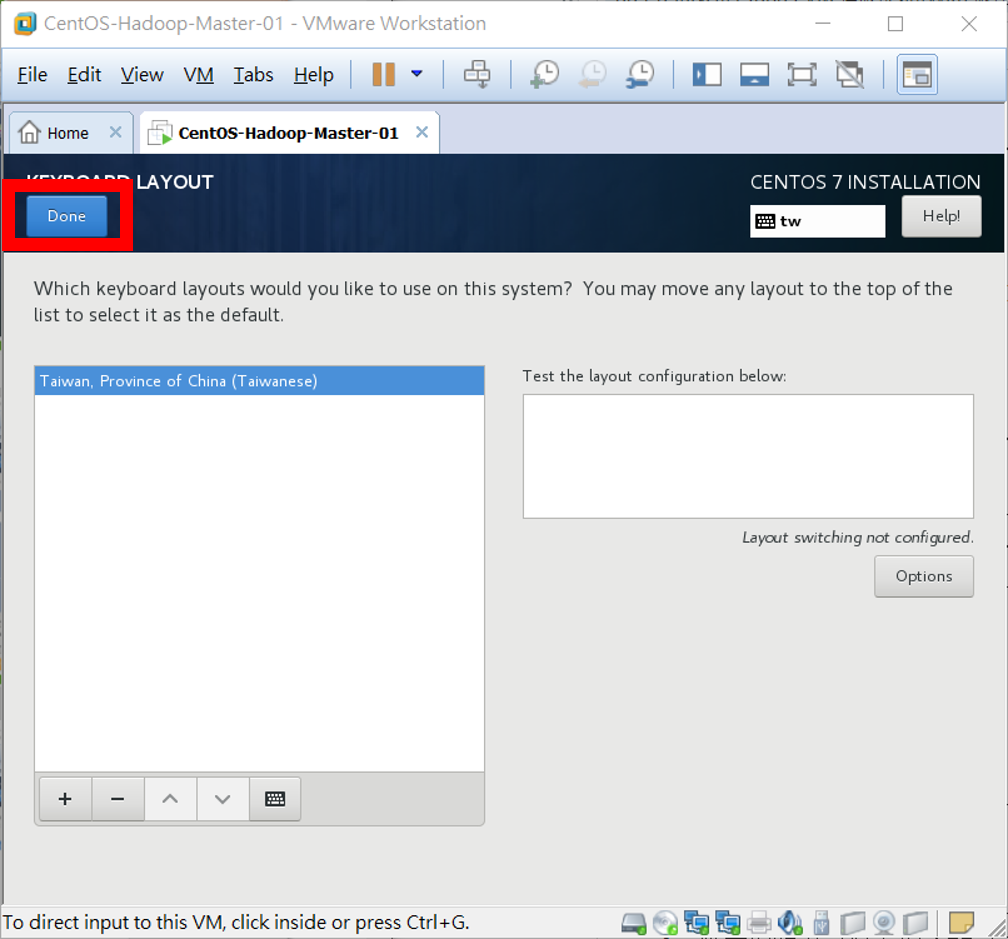 CentOS-Hadoop-Master-01 - VMware Workstation
File Edit View VM Tabs Help
Home CentOS-Hadoop-Master-01
KEYBOARD LAYOUT
CENTOS 7 INSTALLATION
Done
tw
Help!
Which keyboard layouts would you like to use on this system? You may move any layout to the top of the
list to select it as the default.
Taiwan, Province of China (Taiwanese)
Test the layout configuration below:
Layout switching not configured.
Options
To direct input to this VM, click inside or press Ctrl+G.